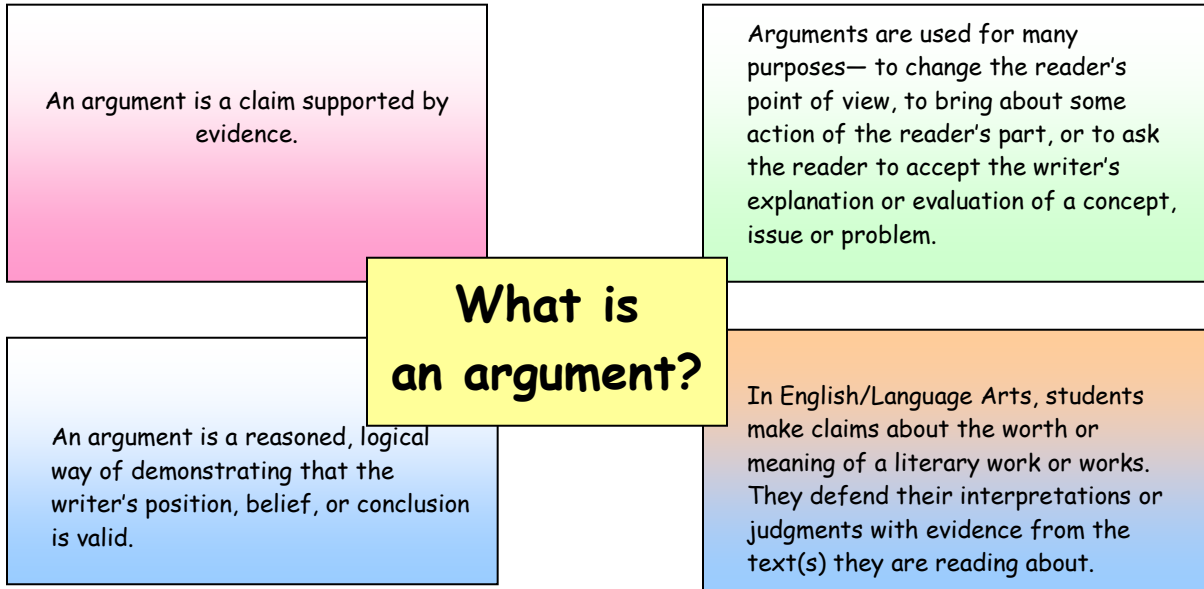 An argument is a claim supported by
evidence.
Arguments are used for many
purposes— to change the reader's
point of view, to bring about some
action of the reader's part, or to ask
the reader to accept the writer's
explanation or evaluation of a concept,
issue or problem.
What is
an argument?
An argument is a reasoned, logical
way of demonstrating that the
writer's position, belief, or conclusion
is valid.
In English/Language Arts, students
make claims about the worth or
meaning of a literary work or works.
They defend their interpretations or
judgments with evidence from the
text(s) they are reading about.